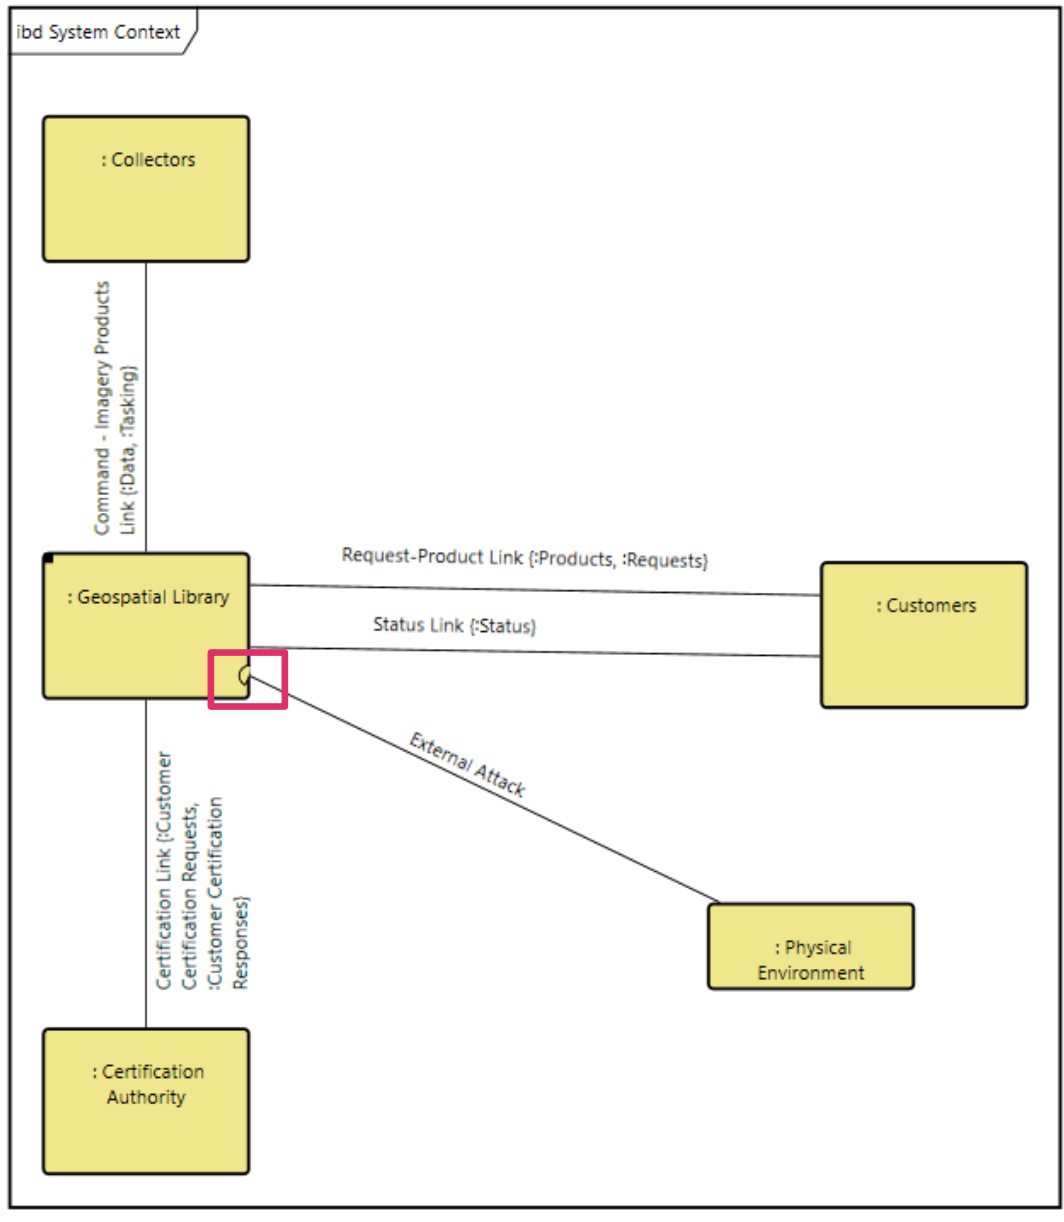 ibd System Context
: Collectors
Command - Imagery Products
Link {:Data, :Tasking}
: Geospatial Library
Request-Product Link {:Products, :Requests}
Status Link {:Status}
: Customers
External Attack
Certification Link {:Customer
Certification Requests,
:Customer Certification
Responses}
: Physical
Environment
: Certification
Authority